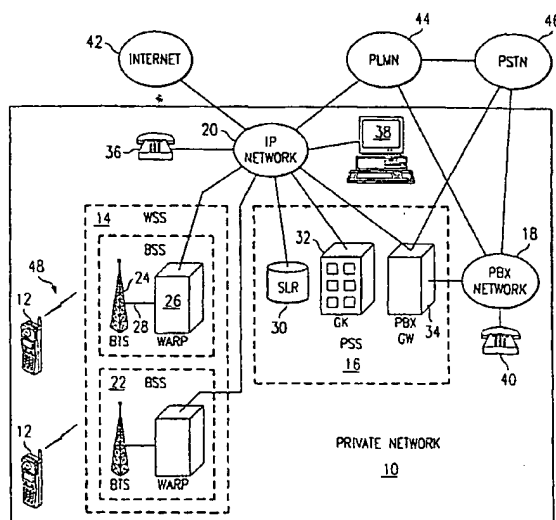 42
INTERNET
44
PLMN
46
PSTN
20
IP
NETWORK
36
38
14
WSS
BSS
24
26
28
BTS
WARP
48
12
32
SLR
30
GK
PBX
GW
34
PSS
16
18
PBX
NETWORK
40
22
BSS
12
BTS
WARP
PRIVATE NETWORK
10